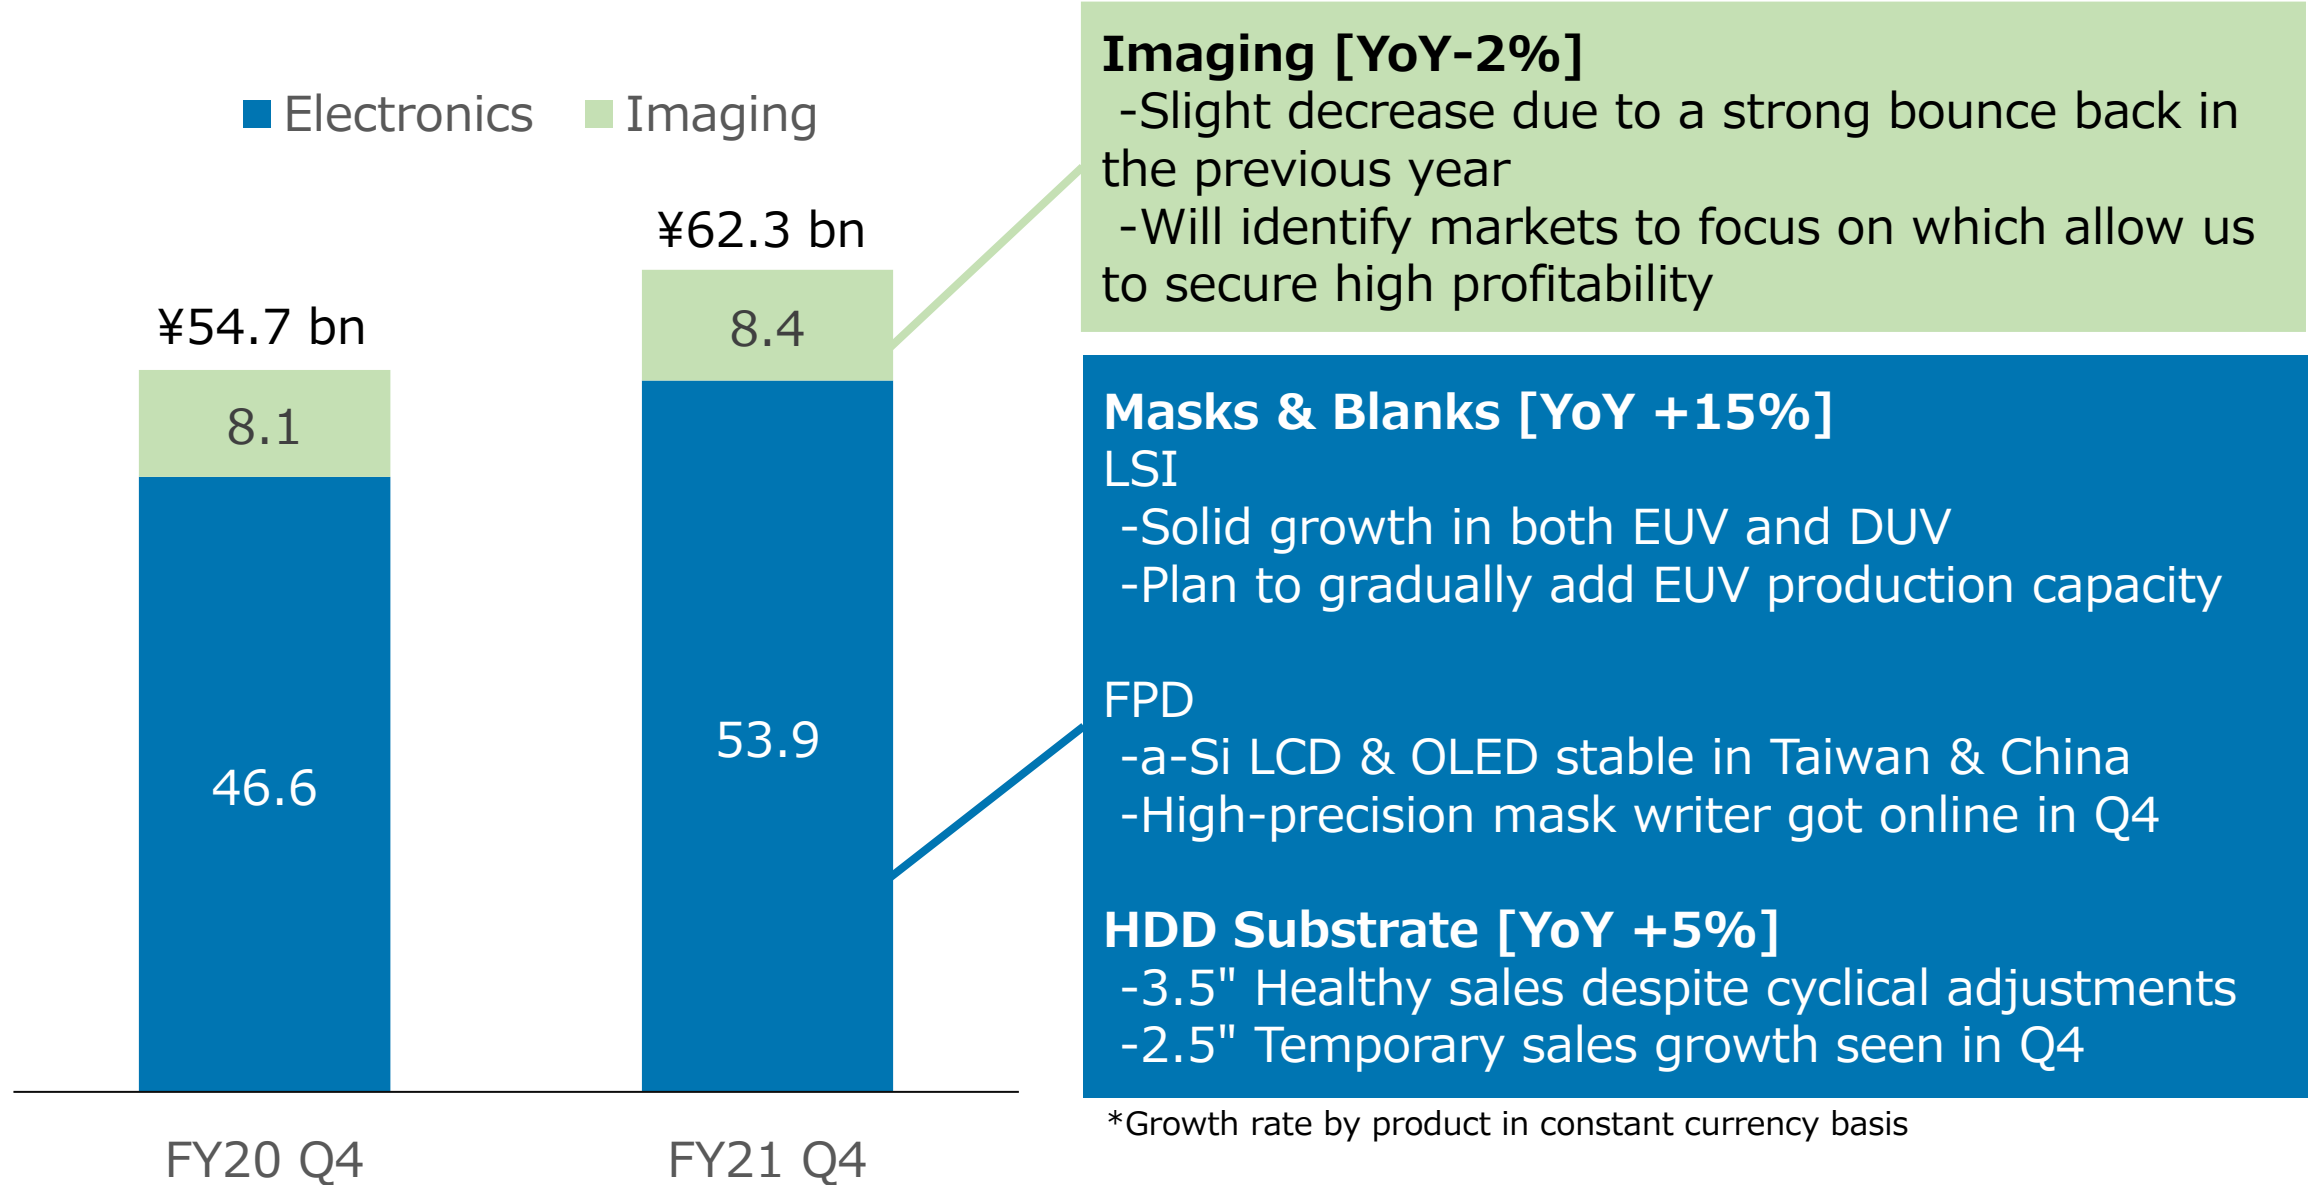 Electronics Imaging
¥54.7 bn
8.1
46.6
FY20 Q4
¥62.3 bn
8.4
53.9
FY21 Q4
Imaging [YoY-2%]
-Slight decrease due to a strong bounce back in
the previous year
-Will identify markets to focus on which allow us
to secure high profitability
Masks & Blanks [YoY +15%]
LSI
-Solid growth in both EUV and DUV
-Plan to gradually add EUV production capacity
FPD
-a-Si LCD & OLED stable in Taiwan & China
-High-precision mask writer got online in Q4
HDD Substrate [YoY +5%]
-3.5" Healthy sales despite cyclical adjustments
-2.5" Temporary sales growth seen in Q4
*Growth rate by product in constant currency basis